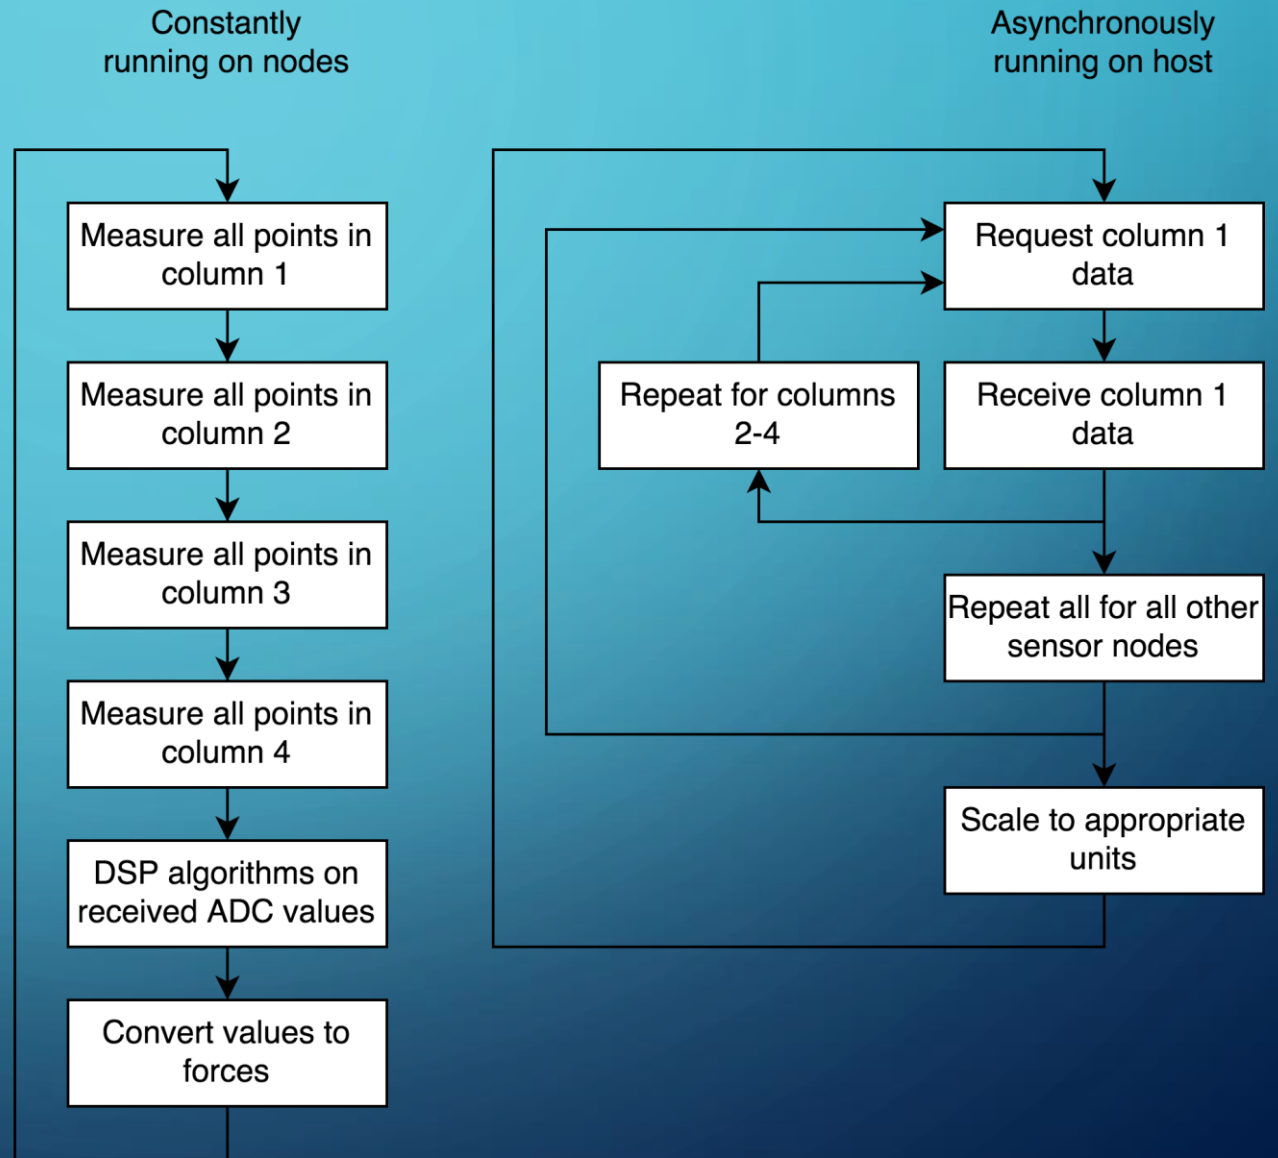 Constantly
running on nodes
Measure all points in
column 1
Measure all points in
column 2
Measure all points in
column 3
Measure all points in
column 4
DSP algorithms on
received ADC values
Convert values to
forces
Asynchronously
running on host
Request column 1
data
Receive column 1
data
Repeat for columns
2-4
Repeat all for all other
sensor nodes
Scale to appropriate
units